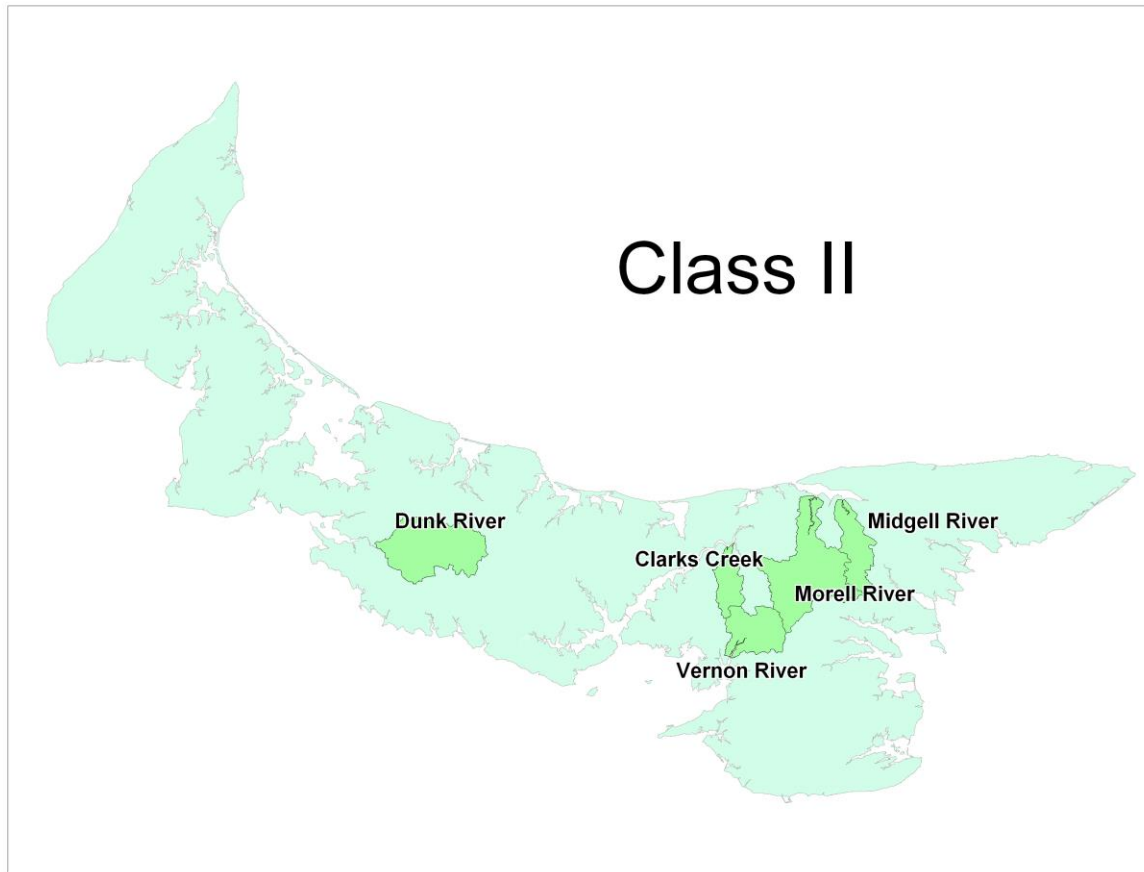 Class II
Dunk River
Midgell River
Clarks Creek
Morell River
Vernon River